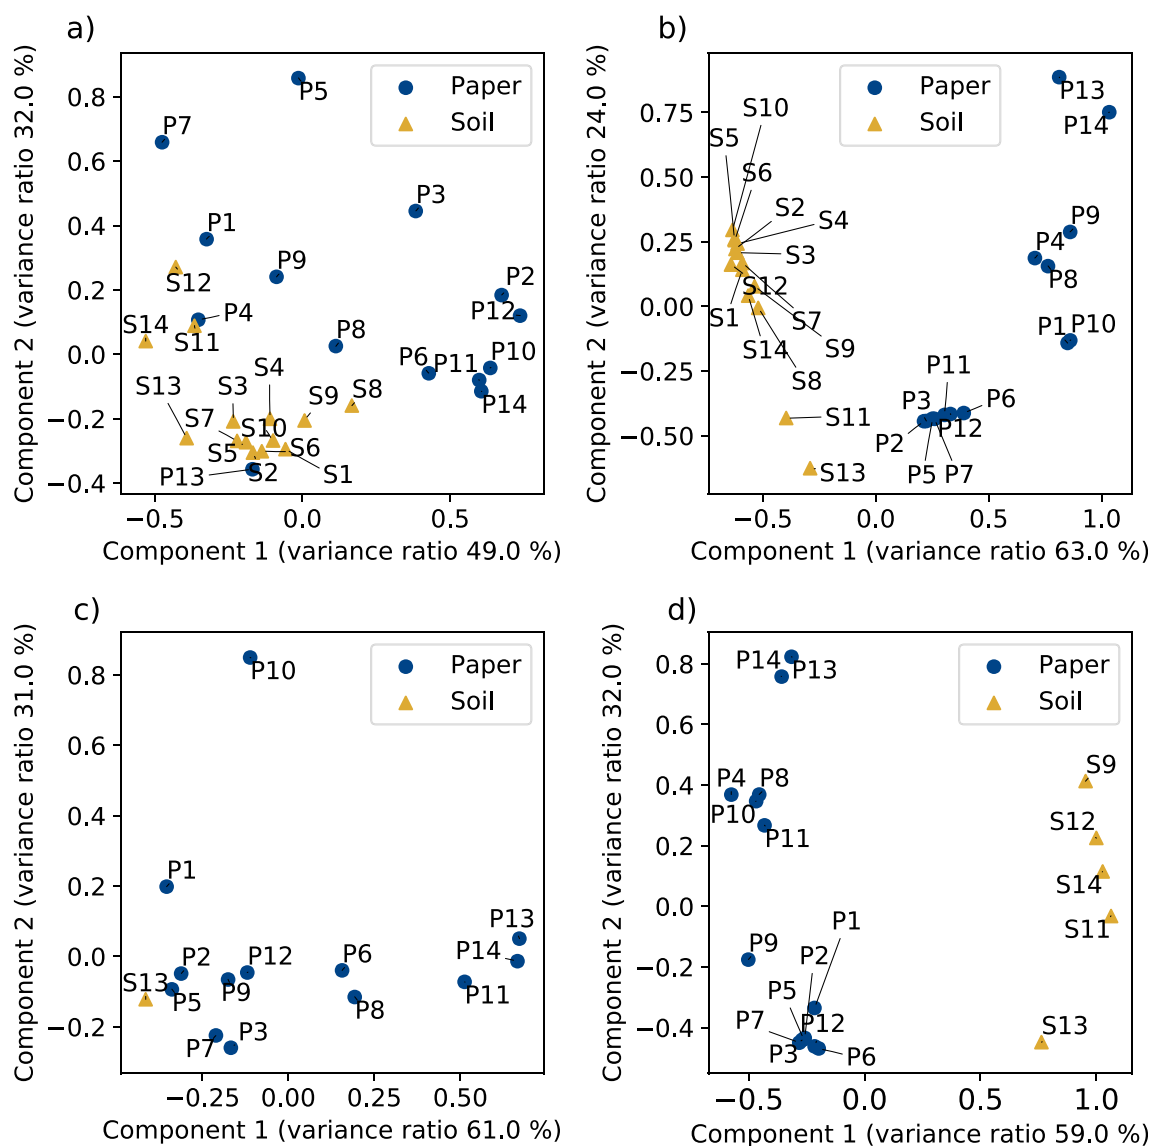 a)
Component 2 (variance ratio 32.0 %)
0.8
0.6
0.4
0.2
0.0
−0.2
−0.4
Paper
Soil
P5
P7
P3
P1
P9
S12
P2
P12
P4
S14
S11
P8
P6
P11
P10
P14
S4
S13
S3
S9
S8
S7
S10
S5
S6
P13
S2
S1
−0.5
0.0
0.5
Component 1 (variance ratio 49.0 %)
b)
Component 2 (variance ratio 24.0 %)
0.75
0.50
0.25
0.00
−0.25
−0.50
Paper
Soil
P13
P14
S10
S5
S6
S2
S4
S3
P9
P4
P8
S12
S1
S7
S14
S9
S8
P1
P10
P11
S11
P3
P6
P2
P12
P5
P7
S13
−0.5
0.0
0.5
1.0
Component 1 (variance ratio 63.0 %)
c)
Component 2 (variance ratio 31.0 %)
0.8
0.6
0.4
0.2
0.0
−0.2
Paper
Soil
P10
P1
P13
P2
P12
P6
P14
S13
P5
P9
P8
P11
P7
P3
−0.25
0.00
0.25
0.50
Component 1 (variance ratio 61.0 %)
d)
Component 2 (variance ratio 32.0 %)
0.8
0.6
0.4
0.2
0.0
−0.2
−0.4
Paper
Soil
P14
P13
S9
P4
P8
P10
P11
S12
S14
S11
P1
P9
P2
P5
P7
P12
P3
P6
S13
−0.5
0.0
0.5
1.0
Component 1 (variance ratio 59.0 %)